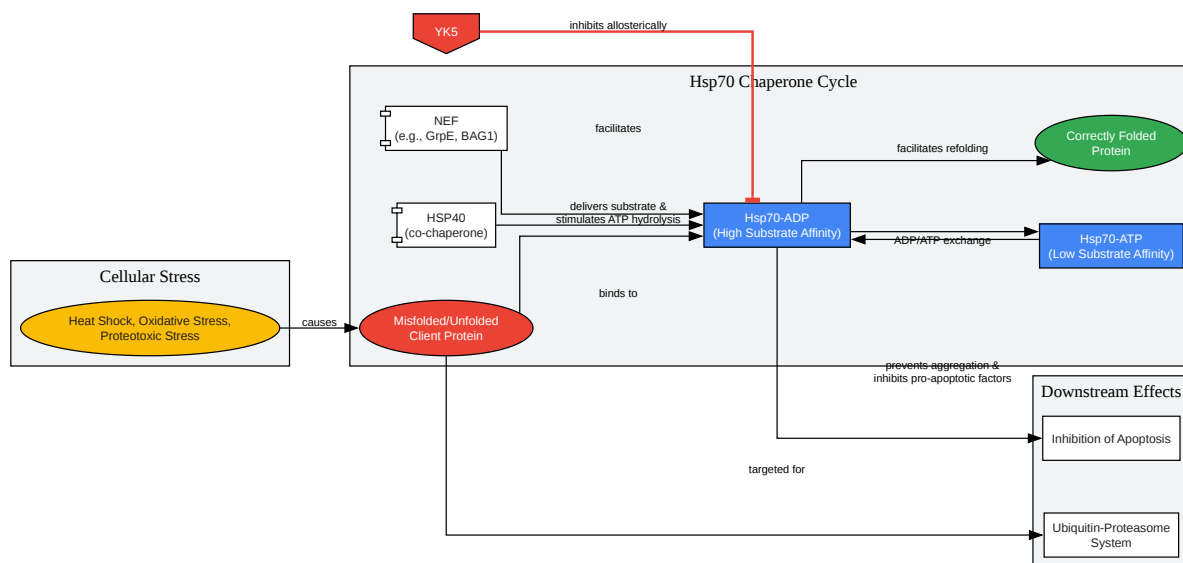 YK5
inhibits allosterically
Hsp70 Chaperone Cycle
NEF
(e.g., GrpE, BAG1)
facilitates
Correctly Folded
Protein
facilitates refolding
HSP40
(co-chaperone)
delivers substrate &
stimulates ATP hydrolysis
Hsp70-ADP
(High Substrate Affinity)
ADP/ATP exchange
Hsp70-ATP
(Low Substrate Affinity)
Cellular Stress
Heat Shock, Oxidative Stress,
Proteotoxic Stress
causes
Misfolded/Unfolded
Client Protein
binds to
prevents aggregation &
inhibits pro-apoptotic factors
Downstream Effects
Inhibition of Apoptosis
targeted for
Ubiquitin-Proteasome
System